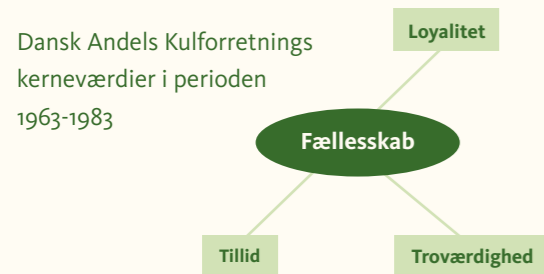 Dansk Andels Kulforretnings
kerneværdier i perioden
1963-1983
Loyalitet
Fællesskab
Tillid
Troværdighed